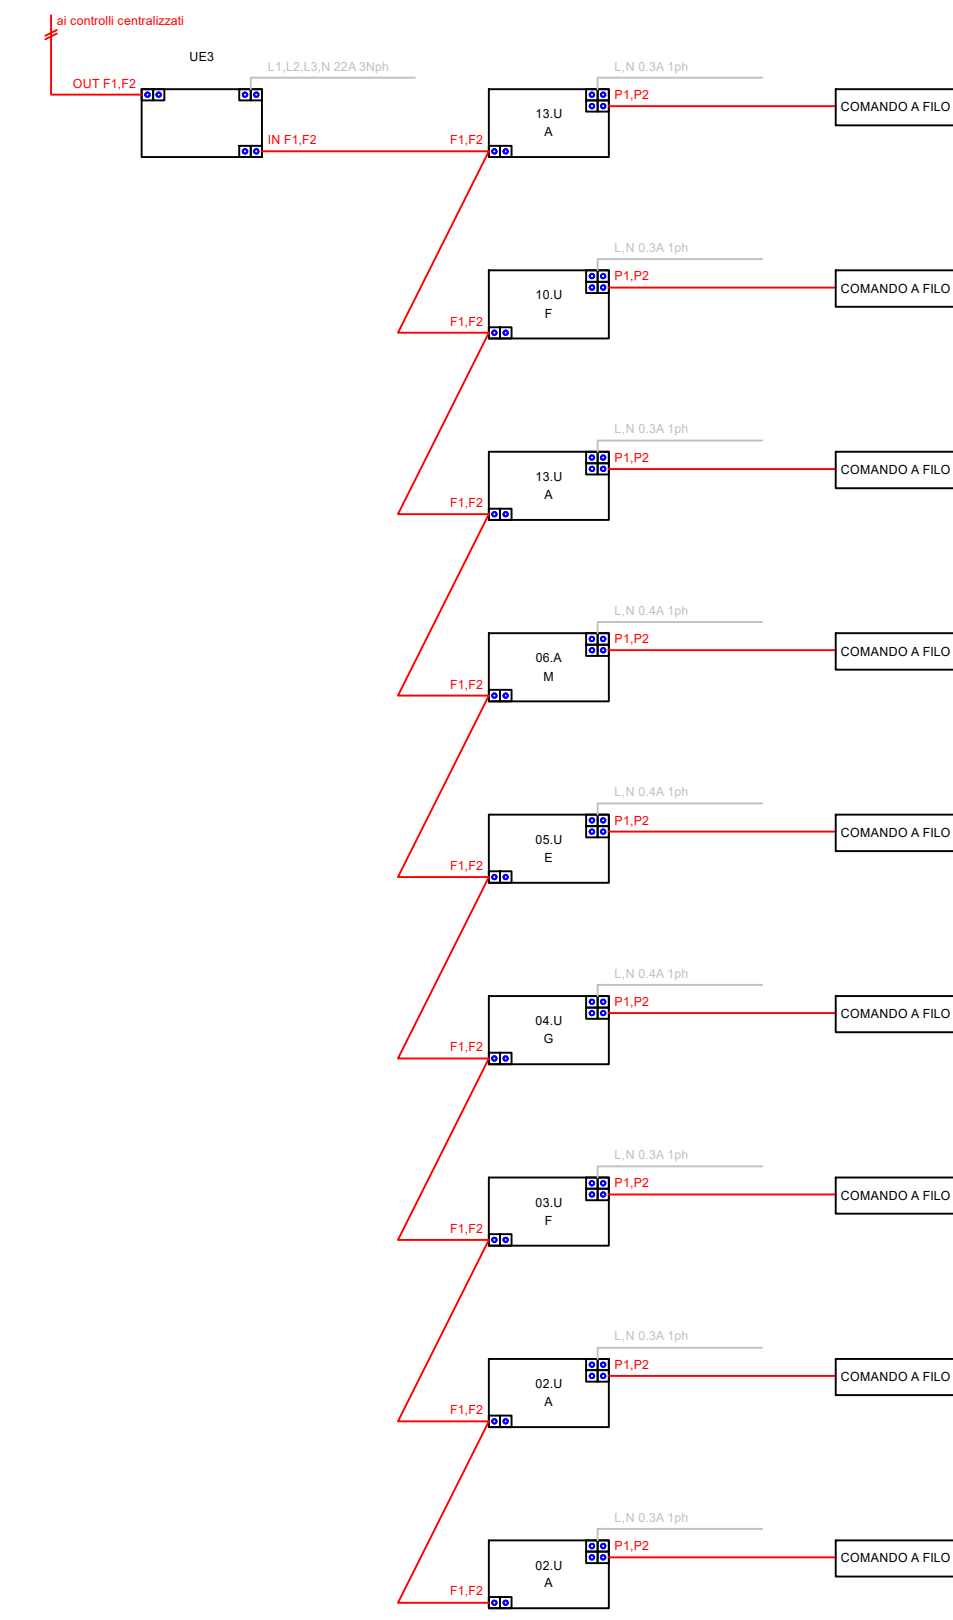 ai controlli centralizzati
UE3
L1,L2,L3,N 22A 3Nph
OUT F1,F2
IN F1,F2
L,N 0.3A 1ph
P1,P2
13.U
A
F1,F2
COMANDO A FILO
L,N 0.3A 1ph
P1,P2
10.U
F
F1,F2
COMANDO A FILO
L,N 0.3A 1ph
P1,P2
13.U
A
F1,F2
COMANDO A FILO
L,N 0.4A 1ph
P1,P2
06.A
M
F1,F2
COMANDO A FILO
L,N 0.4A 1ph
P1,P2
05.U
E
F1,F2
COMANDO A FILO
L,N 0.4A 1ph
P1,P2
04.U
G
F1,F2
COMANDO A FILO
L,N 0.3A 1ph
P1,P2
03.U
F
F1,F2
COMANDO A FILO
L,N 0.3A 1ph
P1,P2
02.U
A
F1,F2
COMANDO A FILO
L,N 0.3A 1ph
P1,P2
02.U
A
F1,F2
COMANDO A FILO